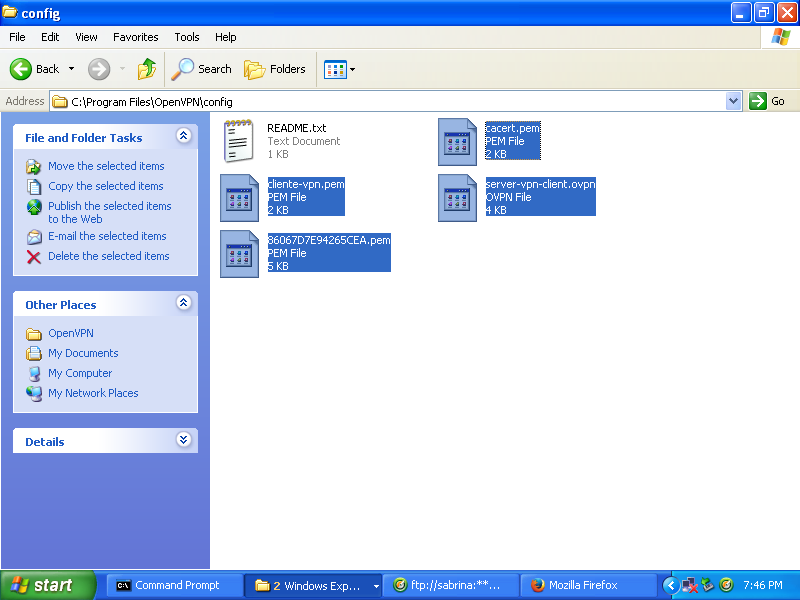 config
File Edit View Favorites Tools Help
Back Search Folders
Address C:\Program Files\OpenVPN\config Go
File and Folder Tasks
Move the selected items
Copy the selected items
Publish the selected items
to the Web
E-mail the selected items
Delete the selected items
Other Places
OpenVPN
My Documents
My Computer
My Network Places
Details
README.txt
Text Document
1 KB
cacert.pem
PEM File
2 KB
cliente-vpn.pem
PEM File
2 KB
server-vpn-client.ovpn
OVPN File
4 KB
86067D7E94265CEA.pem
PEM File
5 KB
start C:\ Command Prompt 2 Windows Exp... ftp://sabrina:**... Mozilla Firefox 7:46 PM